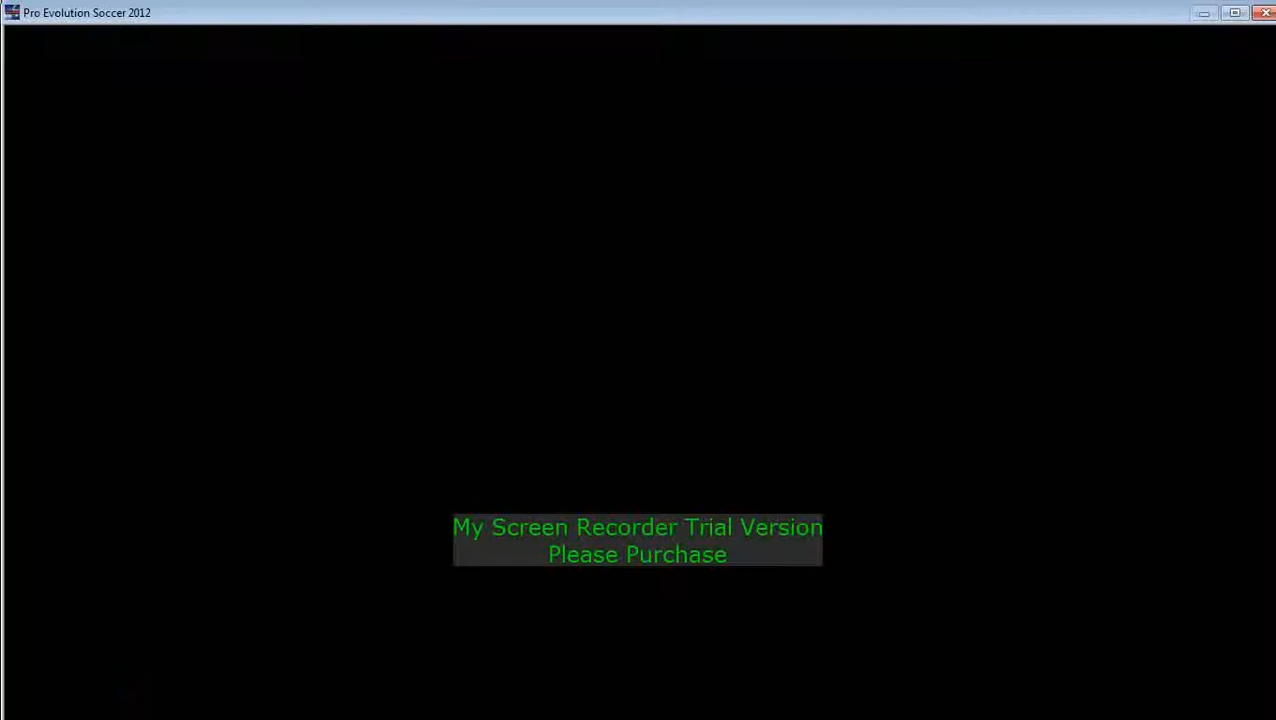 Pro Evolution Soccer 2012
My Screen Recorder Trial Version
Please Purchase